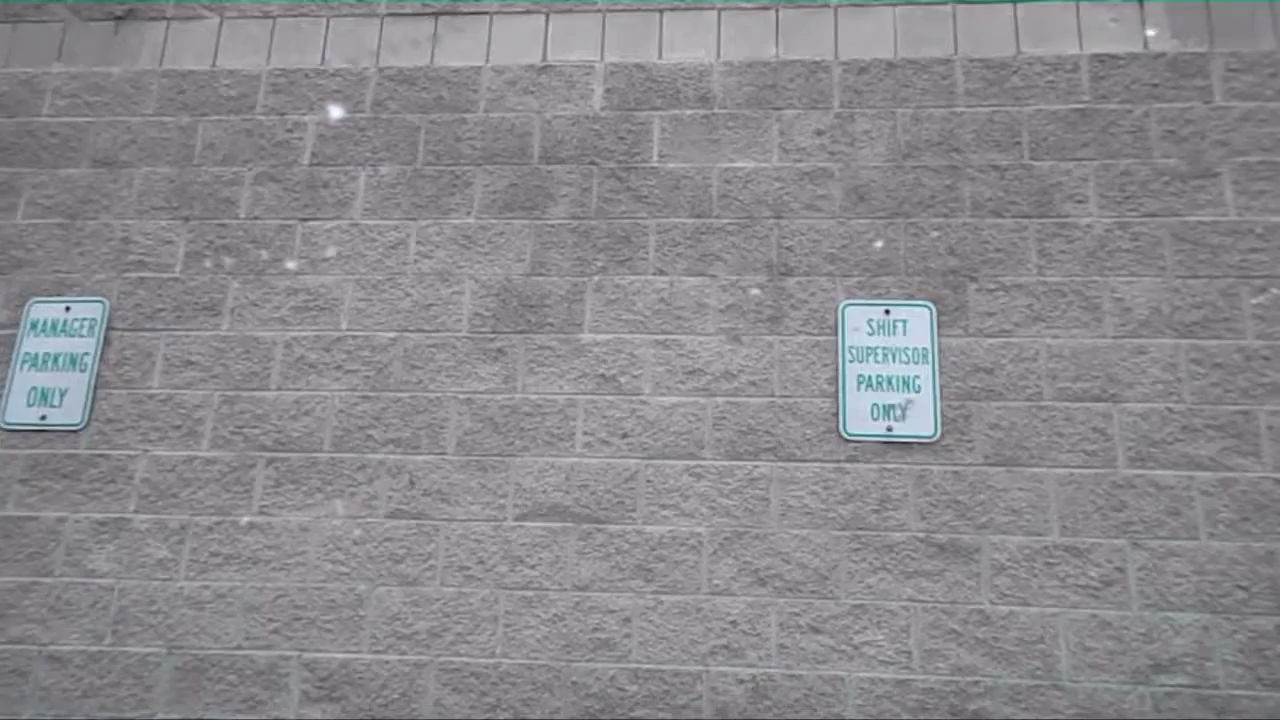 MANAGER
PARKING
ONLY
SHIFT
SUPERVISOR
PARKING
ONLY